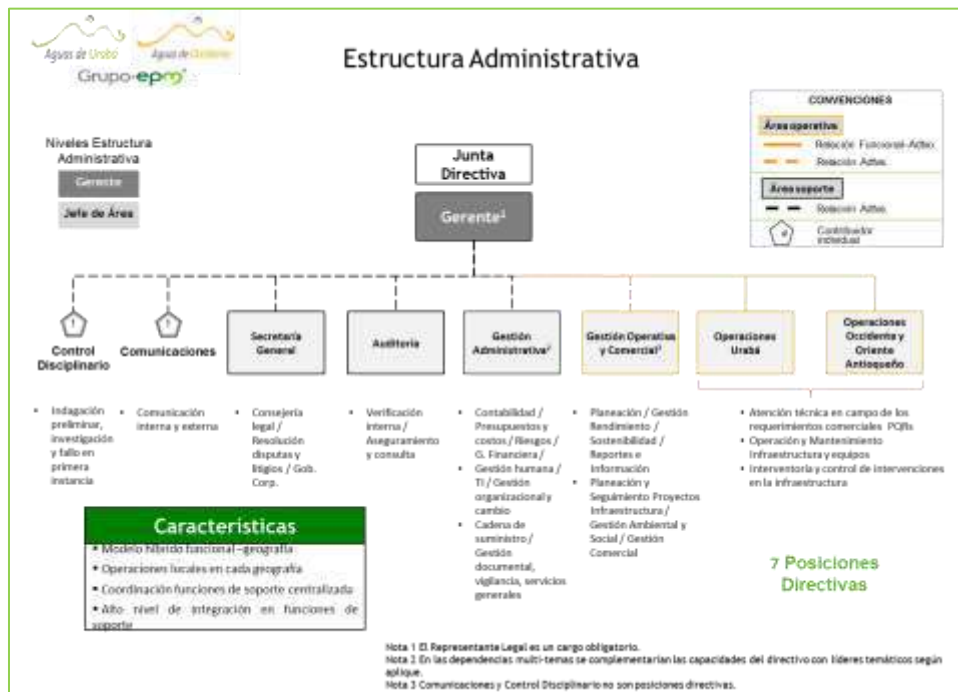 Aguas de Urabá
Aguas de Occidente
Grupo·epm
Estructura Administrativa
CONVENCIONES
Área operativa
Relación Funcional-Adtva.
Relación Adtva.
Área soporte
Relación Adtva.
Contribuidor
individual
Niveles Estructura
Administrativa
Gerente
Jefe de Área
Junta
Directiva
Gerente¹
1
Control
Disciplinario
1
Comunicaciones
Secretaría
General
Auditoría
Gestión
Administrativa²
Gestión Operativa
y Comercial²
Operaciones
Urabá
Operaciones
Occidente y
Oriente
Antioqueño
• Indagación
preliminar,
investigación
y fallo en
primera
instancia
• Comunicación
interna y externa
• Consejería
legal /
Resolución
disputas y
litigios / Gob.
Corp.
• Verificación
interna /
Aseguramiento
y consulta
• Contabilidad /
Presupuestos y
costos / Riesgos /
G. Financiera /
• Gestión humana /
TI / Gestión
organizacional y
cambio
• Cadena de
suministro /
Gestión
documental,
vigilancia, servicios
generales
• Planeación / Gestión
Rendimiento /
Sostenibilidad /
Reportes e
Información
• Planeación y
Seguimiento Proyectos
Infraestructura /
Gestión Ambiental y
Social / Gestión
Comercial
• Atención técnica en campo de los
requerimientos comerciales PQRs
• Operación y Mantenimiento
Infraestructura y equipos
• Interventoría y control de intervenciones
en la infraestructura
Características
▪ Modelo híbrido funcional –geografía
▪ Operaciones locales en cada geografía
▪ Coordinación funciones de soporte centralizada
▪ Alto nivel de integración en funciones de
soporte
7 Posiciones
Directivas
Nota 1 El Representante Legal es un cargo obligatorio.
Nota 2 En las dependencias multi-temas se complementarían las capacidades del directivo con líderes temáticos según
aplique.
Nota 3 Comunicaciones y Control Disciplinario no son posiciones directivas.